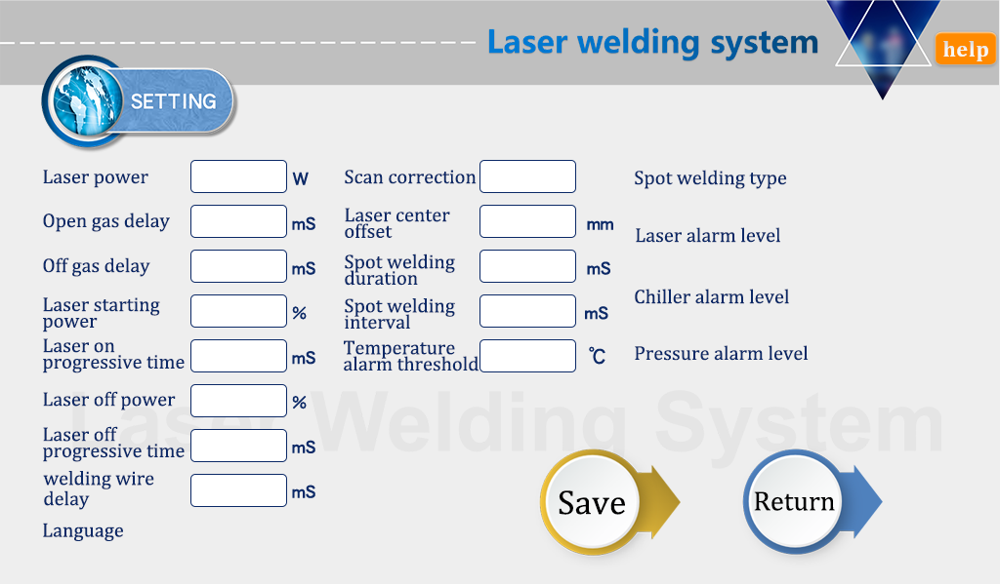 Laser welding system
help
SETTING
Laser power
W
Scan correction
Spot welding type
Open gas delay
mS
Laser center
offset
mm
Laser alarm level
Off gas delay
mS
Spot welding
duration
mS
Chiller alarm level
Laser starting
power
%
Spot welding
interval
mS
Laser on
progressive time
mS
Temperature
alarm threshold
℃
Pressure alarm level
Laser off power
%
Laser Welding System
Laser off
progressive time
mS
welding wire
delay
mS
Save
Return
Language